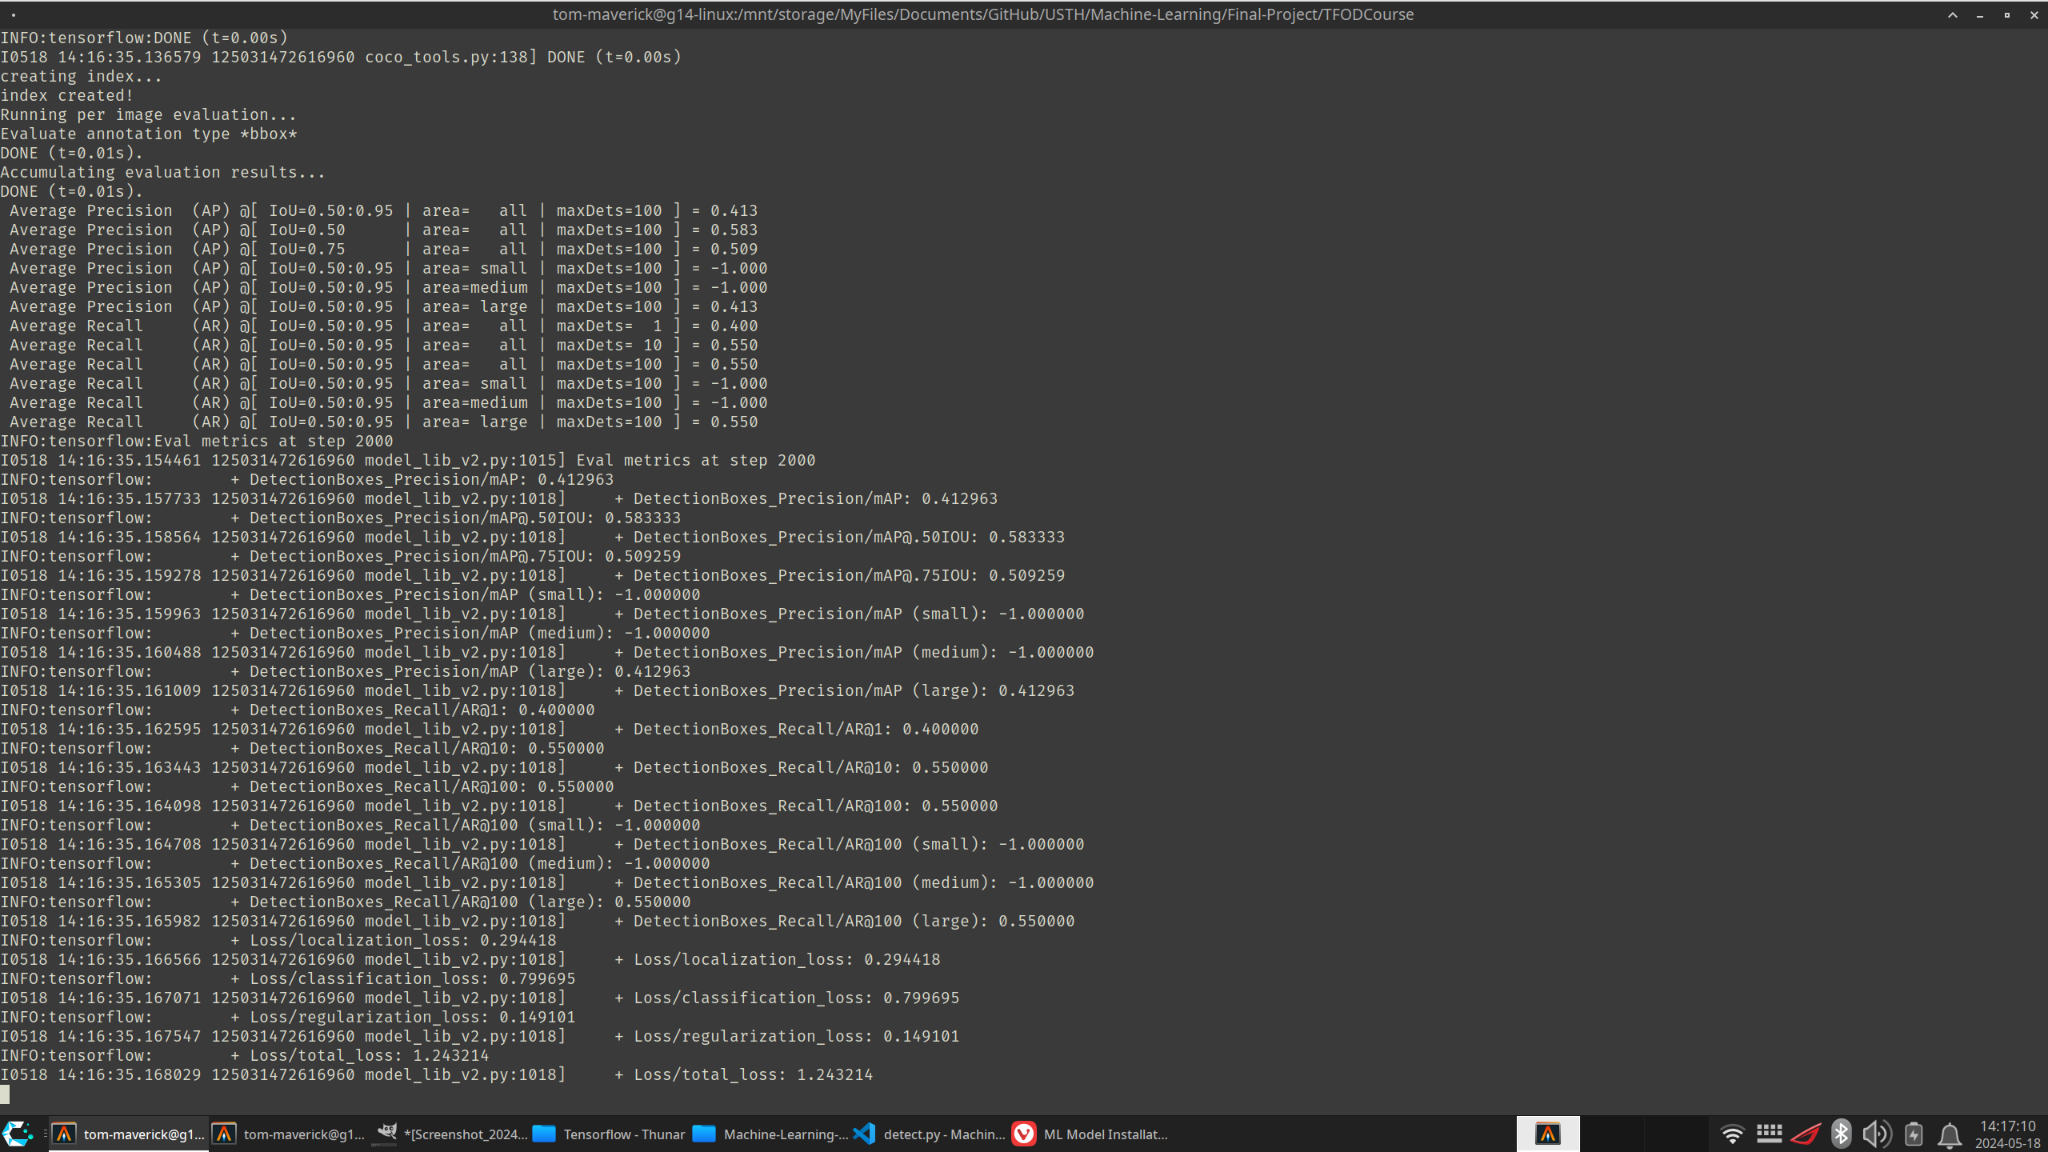 tom-maverick@g14-linux:/mnt/storage/MyFiles/Documents/GitHub/USTH/Machine-Learning/Final-Project/TFODCourse
INFO:tensorflow:DONE (t=0.00s)
I0518 14:16:35.136579 125031472616960 coco_tools.py:138] DONE (t=0.00s)
creating index...
index created!
Running per image evaluation...
Evaluate annotation type *bbox*
DONE (t=0.01s).
Accumulating evaluation results...
DONE (t=0.01s).
 Average Precision  (AP) @[ IoU=0.50:0.95 | area=   all | maxDets=100 ] = 0.413
 Average Precision  (AP) @[ IoU=0.50      | area=   all | maxDets=100 ] = 0.583
 Average Precision  (AP) @[ IoU=0.75      | area=   all | maxDets=100 ] = 0.509
 Average Precision  (AP) @[ IoU=0.50:0.95 | area= small | maxDets=100 ] = -1.000
 Average Precision  (AP) @[ IoU=0.50:0.95 | area=medium | maxDets=100 ] = -1.000
 Average Precision  (AP) @[ IoU=0.50:0.95 | area= large | maxDets=100 ] = 0.413
 Average Recall     (AR) @[ IoU=0.50:0.95 | area=   all | maxDets=  1 ] = 0.400
 Average Recall     (AR) @[ IoU=0.50:0.95 | area=   all | maxDets= 10 ] = 0.550
 Average Recall     (AR) @[ IoU=0.50:0.95 | area=   all | maxDets=100 ] = 0.550
 Average Recall     (AR) @[ IoU=0.50:0.95 | area= small | maxDets=100 ] = -1.000
 Average Recall     (AR) @[ IoU=0.50:0.95 | area=medium | maxDets=100 ] = -1.000
 Average Recall     (AR) @[ IoU=0.50:0.95 | area= large | maxDets=100 ] = 0.550
INFO:tensorflow:Eval metrics at step 2000
I0518 14:16:35.154461 125031472616960 model_lib_v2.py:1015] Eval metrics at step 2000
INFO:tensorflow:        + DetectionBoxes_Precision/mAP: 0.412963
I0518 14:16:35.157733 125031472616960 model_lib_v2.py:1018]     + DetectionBoxes_Precision/mAP: 0.412963
INFO:tensorflow:        + DetectionBoxes_Precision/mAP@.50IOU: 0.583333
I0518 14:16:35.158564 125031472616960 model_lib_v2.py:1018]     + DetectionBoxes_Precision/mAP@.50IOU: 0.583333
INFO:tensorflow:        + DetectionBoxes_Precision/mAP@.75IOU: 0.509259
I0518 14:16:35.159278 125031472616960 model_lib_v2.py:1018]     + DetectionBoxes_Precision/mAP@.75IOU: 0.509259
INFO:tensorflow:        + DetectionBoxes_Precision/mAP (small): -1.000000
I0518 14:16:35.159963 125031472616960 model_lib_v2.py:1018]     + DetectionBoxes_Precision/mAP (small): -1.000000
INFO:tensorflow:        + DetectionBoxes_Precision/mAP (medium): -1.000000
I0518 14:16:35.160488 125031472616960 model_lib_v2.py:1018]     + DetectionBoxes_Precision/mAP (medium): -1.000000
INFO:tensorflow:        + DetectionBoxes_Precision/mAP (large): 0.412963
I0518 14:16:35.161009 125031472616960 model_lib_v2.py:1018]     + DetectionBoxes_Precision/mAP (large): 0.412963
INFO:tensorflow:        + DetectionBoxes_Recall/AR@1: 0.400000
I0518 14:16:35.162595 125031472616960 model_lib_v2.py:1018]     + DetectionBoxes_Recall/AR@1: 0.400000
INFO:tensorflow:        + DetectionBoxes_Recall/AR@10: 0.550000
I0518 14:16:35.163443 125031472616960 model_lib_v2.py:1018]     + DetectionBoxes_Recall/AR@10: 0.550000
INFO:tensorflow:        + DetectionBoxes_Recall/AR@100: 0.550000
I0518 14:16:35.164098 125031472616960 model_lib_v2.py:1018]     + DetectionBoxes_Recall/AR@100: 0.550000
INFO:tensorflow:        + DetectionBoxes_Recall/AR@100 (small): -1.000000
I0518 14:16:35.164708 125031472616960 model_lib_v2.py:1018]     + DetectionBoxes_Recall/AR@100 (small): -1.000000
INFO:tensorflow:        + DetectionBoxes_Recall/AR@100 (medium): -1.000000
I0518 14:16:35.165305 125031472616960 model_lib_v2.py:1018]     + DetectionBoxes_Recall/AR@100 (medium): -1.000000
INFO:tensorflow:        + DetectionBoxes_Recall/AR@100 (large): 0.550000
I0518 14:16:35.165982 125031472616960 model_lib_v2.py:1018]     + DetectionBoxes_Recall/AR@100 (large): 0.550000
INFO:tensorflow:        + Loss/localization_loss: 0.294418
I0518 14:16:35.166566 125031472616960 model_lib_v2.py:1018]     + Loss/localization_loss: 0.294418
INFO:tensorflow:        + Loss/classification_loss: 0.799695
I0518 14:16:35.167071 125031472616960 model_lib_v2.py:1018]     + Loss/classification_loss: 0.799695
INFO:tensorflow:        + Loss/regularization_loss: 0.149101
I0518 14:16:35.167547 125031472616960 model_lib_v2.py:1018]     + Loss/regularization_loss: 0.149101
INFO:tensorflow:        + Loss/total_loss: 1.243214
I0518 14:16:35.168029 125031472616960 model_lib_v2.py:1018]     + Loss/total_loss: 1.243214
tom-maverick@g1... tom-maverick@g1... *[Screenshot_2024... Tensorflow - Thunar Machine-Learning-... detect.py - Machin... ML Model Installat... 14:17:10
2024-05-18